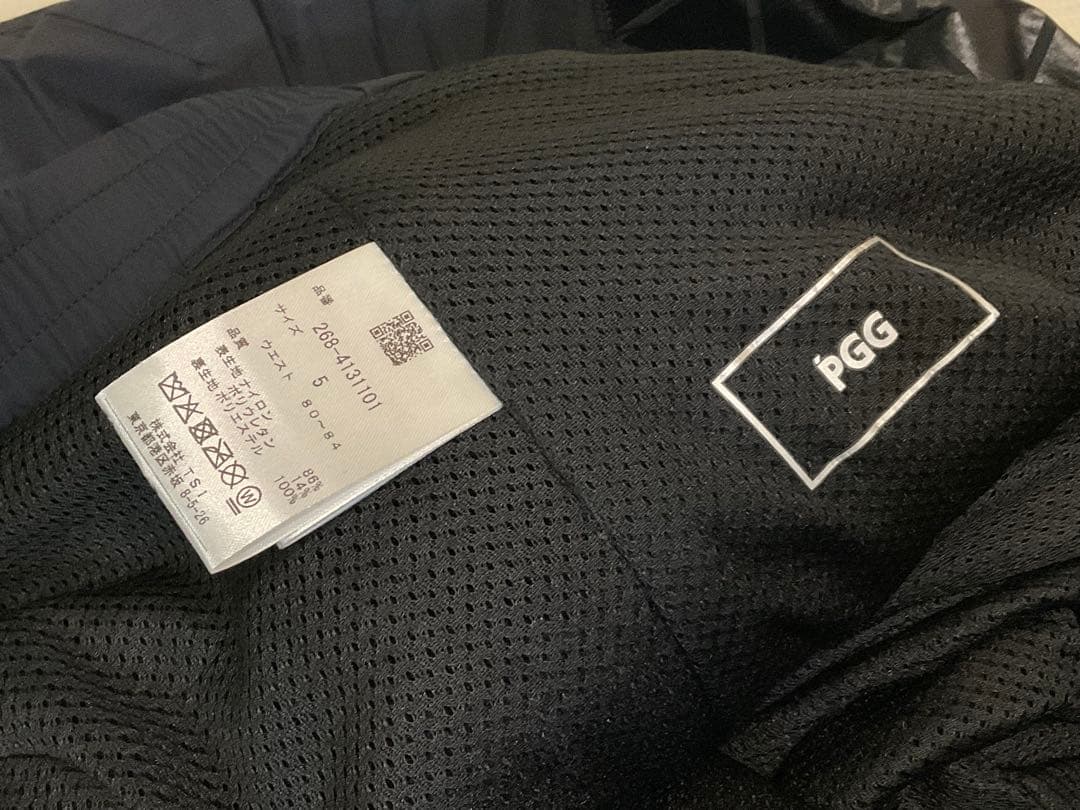 品番 268-4131101
サイズ 5
ウエスト 80~84
品質
表生地 ナイロン 86%
ポリウレタン 14%
裏生地 ポリエステル 100%
W
株式会社 TSI
東京都港区赤坂 8-5-26
PGG